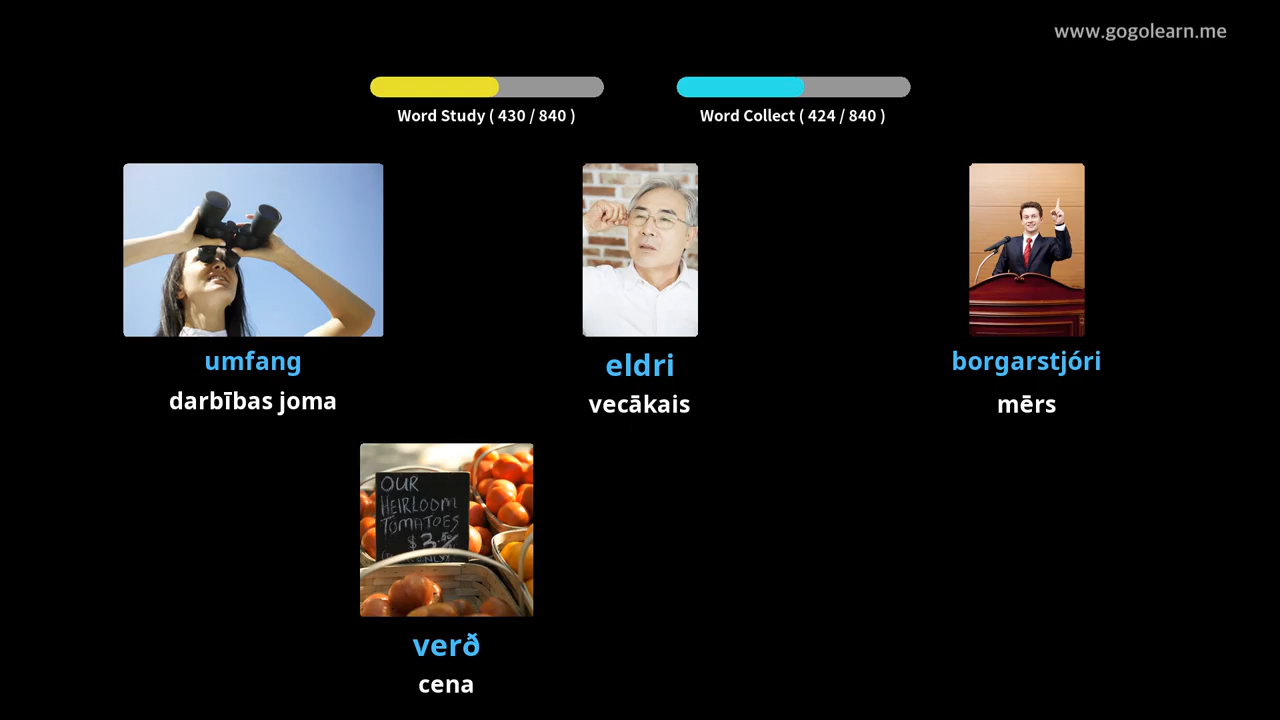 www.gogolearn.me
Word Study ( 430 / 840 )
Word Collect ( 424 / 840 )
umfang
darbības joma
eldri
vecākais
borgarstjóri
mērs
OUR
HEIRLOOM
TOMATOES
$ 3.
verð
cena